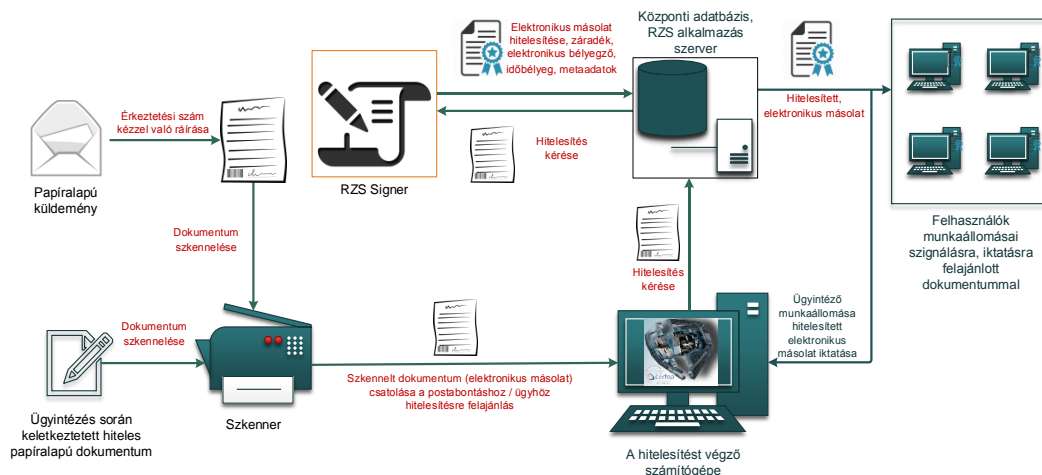 Elektronikus másolat
hitelesítése, záradék,
elektronikus bélyegző,
időbélyeg, metaadatok
Központi adatbázis,
RZS alkalmazás
szerver
Érkeztetési szám
kézzel való ráírása
Hitelesített,
elektronikus másolat
Hitelesítés
kérése
Papíralapú
küldemény
RZS Signer
Felhasználók
munkaállomásai
szignálásra, iktatásra
felajánlott
dokumentummal
Dokumentum
szkennelése
Hitelesítés
kérése
Ügyintéző
munkaállomása
hitelesített
elektronikus
másolat iktatása
Dokumentum
szkennelése
Szkennelt dokumentum (elektronikus másolat)
csatolása a postabontáshoz / ügyhöz
hitelesítésre felajánlás
Szkenner
Ügyintézés során
keletkeztetett hiteles
papíralapú dokumentum
A hitelesítést végző
számítógépe